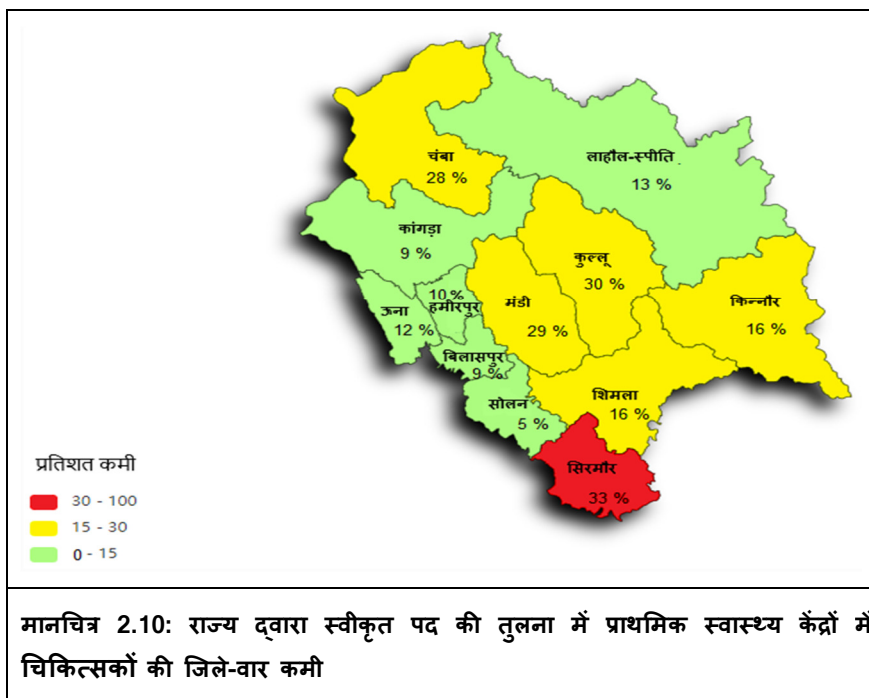 चंबा
28 %
लाहौल-स्पीति
13 %
कांगड़ा
9 %
कुल्लू
30 %
किन्नौर
16 %
ऊना
12 %
10 %
हमीरपुर
मंडी
29 %
बिलासपुर
9 %
शिमला
16 %
सोलन
5 %
सिरमौर
33 %
प्रतिशत कमी
30 - 100
15 - 30
0 - 15
मानचित्र 2.10: राज्य द्वारा स्वीकृत पद की तुलना में प्राथमिक स्वास्थ्य केंद्रों में
चिकित्सकों की जिले-वार कमी